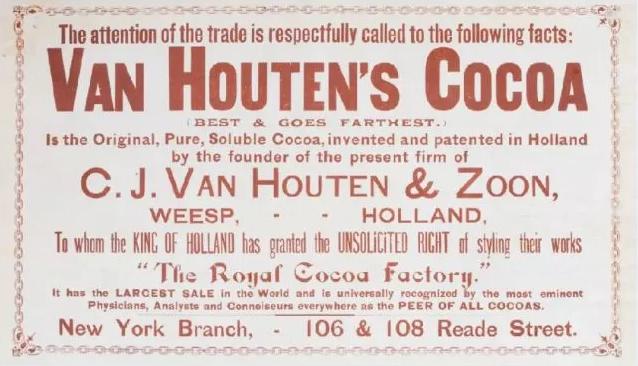 The attention of the trade is respectfully called to the following facts:
VAN HOUTEN'S COCOA
(BEST & GOES FARTHEST.)
Is the Original, Pure, Soluble Cocoa, invented and patented in Holland
by the founder of the present firm of
C. J. VAN HOUTEN & ZOON,
WEESP, - - HOLLAND,
To whom the KING OF HOLLAND has granted the UNSOLICITED RIGHT of styling their works
"The Royal Cocoa Factory."
It has the LARGEST SALE in the World and is universally recognized by the most eminent
Physicians, Analysts and Connoiseurs everywhere as the PEER OF ALL COCOAS.
New York Branch, - 106 & 108 Reade Street.